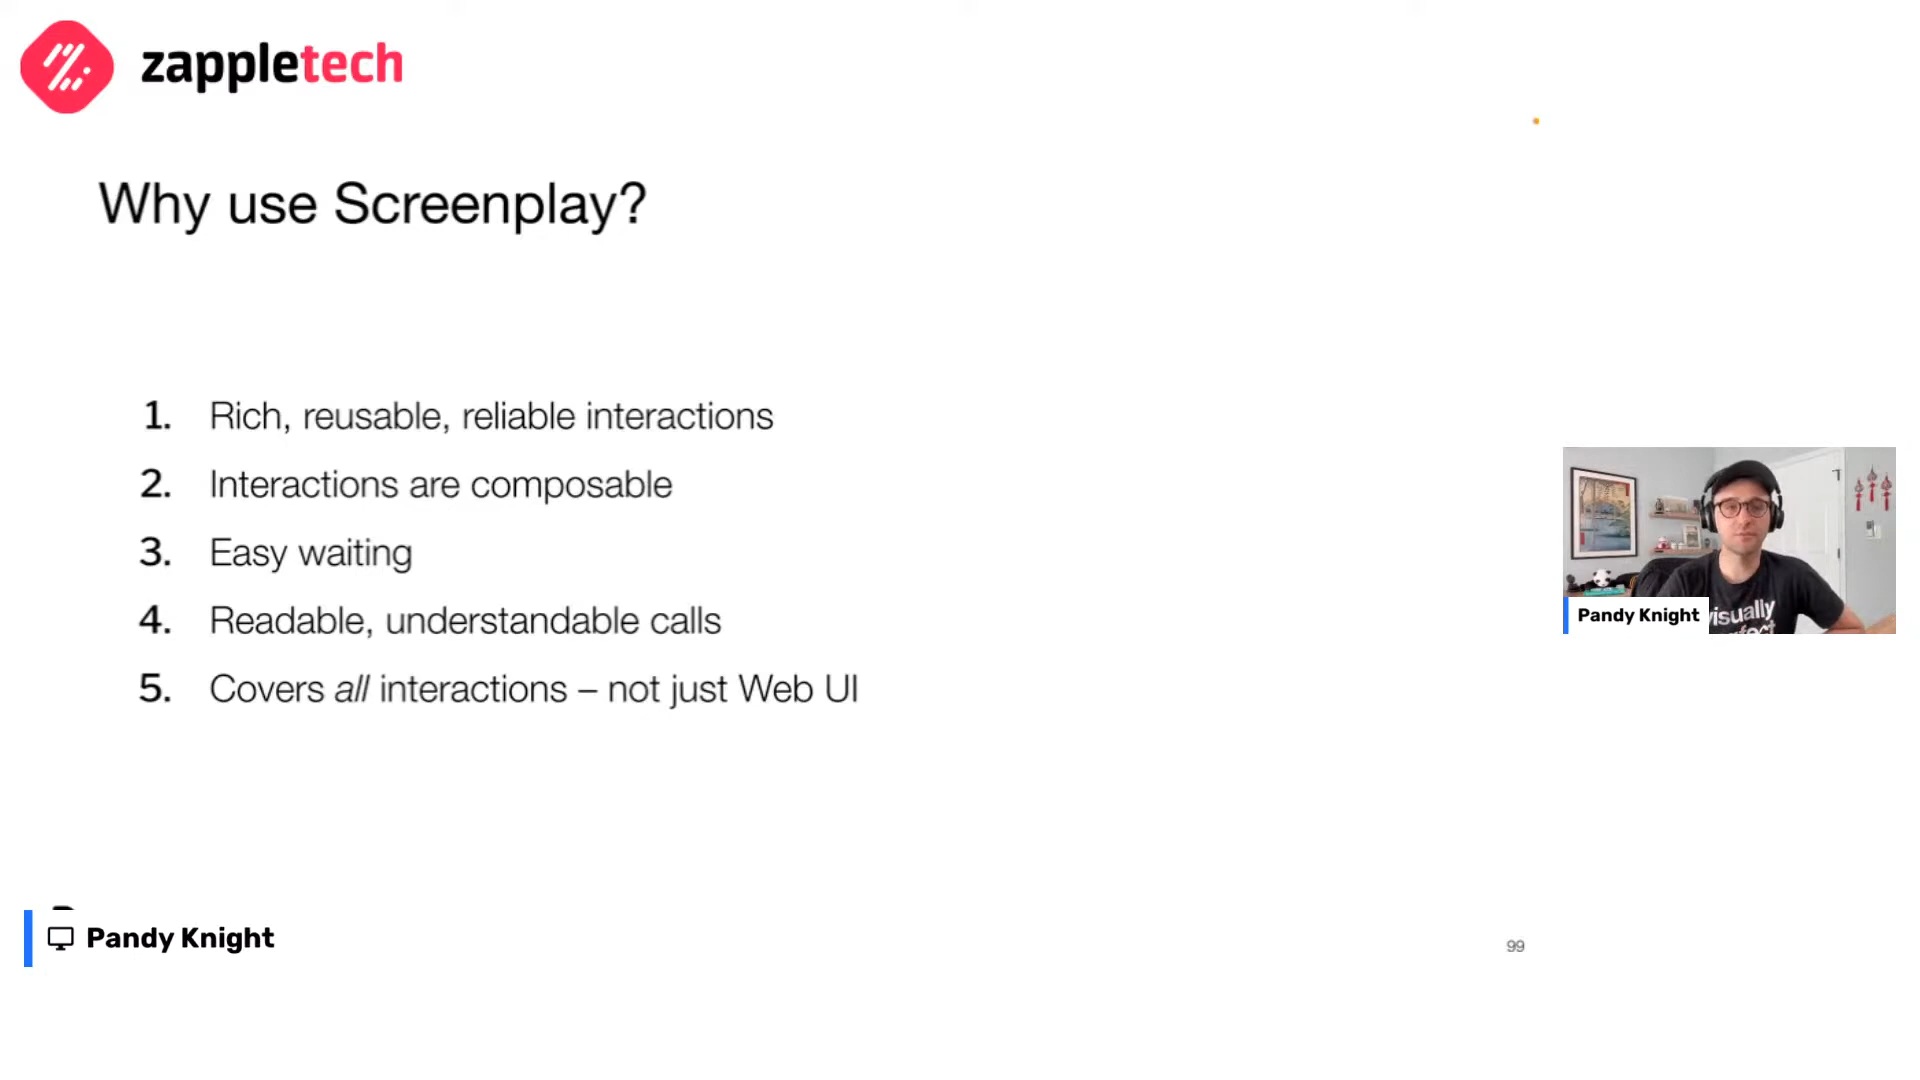 zappletech
Why use Screenplay?
1. Rich, reusable, reliable interactions
2. Interactions are composable
3. Easy waiting
4. Readable, understandable calls
5. Covers all interactions – not just Web UI
Pandy Knight
visually
Pandy Knight
99